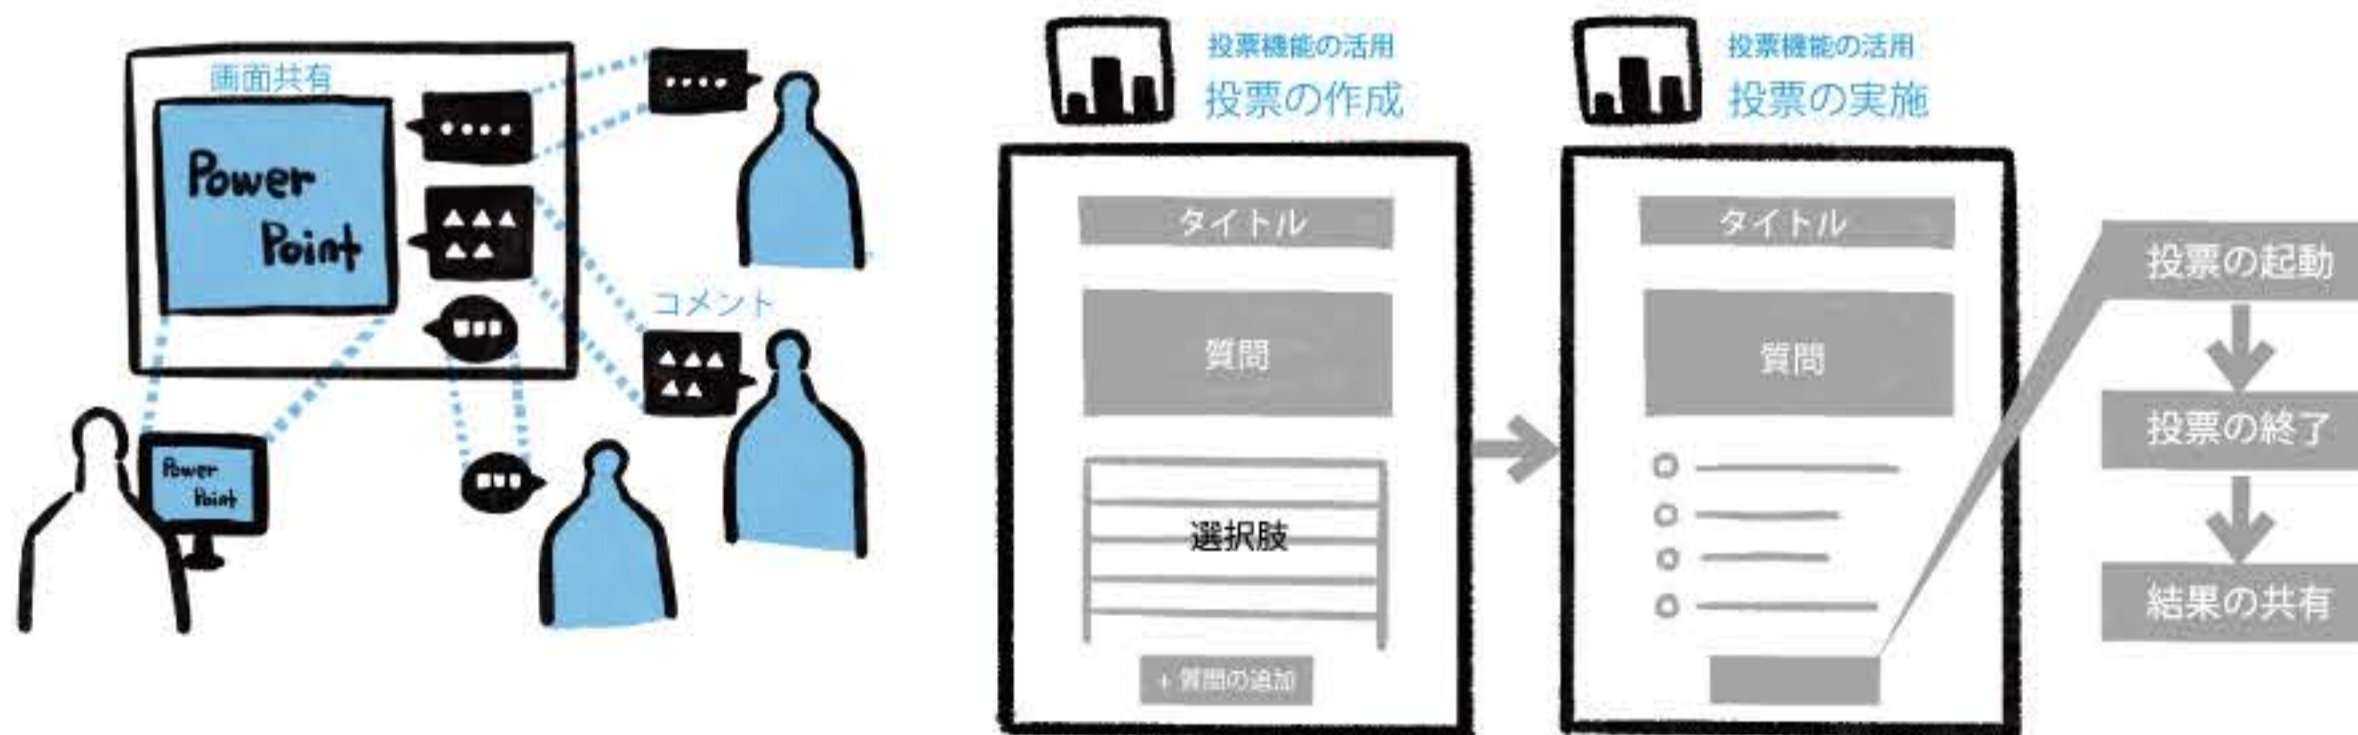 画面共有
Power
Point
コメント
Power
Point
投票機能の活用
投票の作成
タイトル
質問
選択肢
+ 質問の追加
投票機能の活用
投票の実施
タイトル
質問
投票の起動
投票の終了
結果の共有